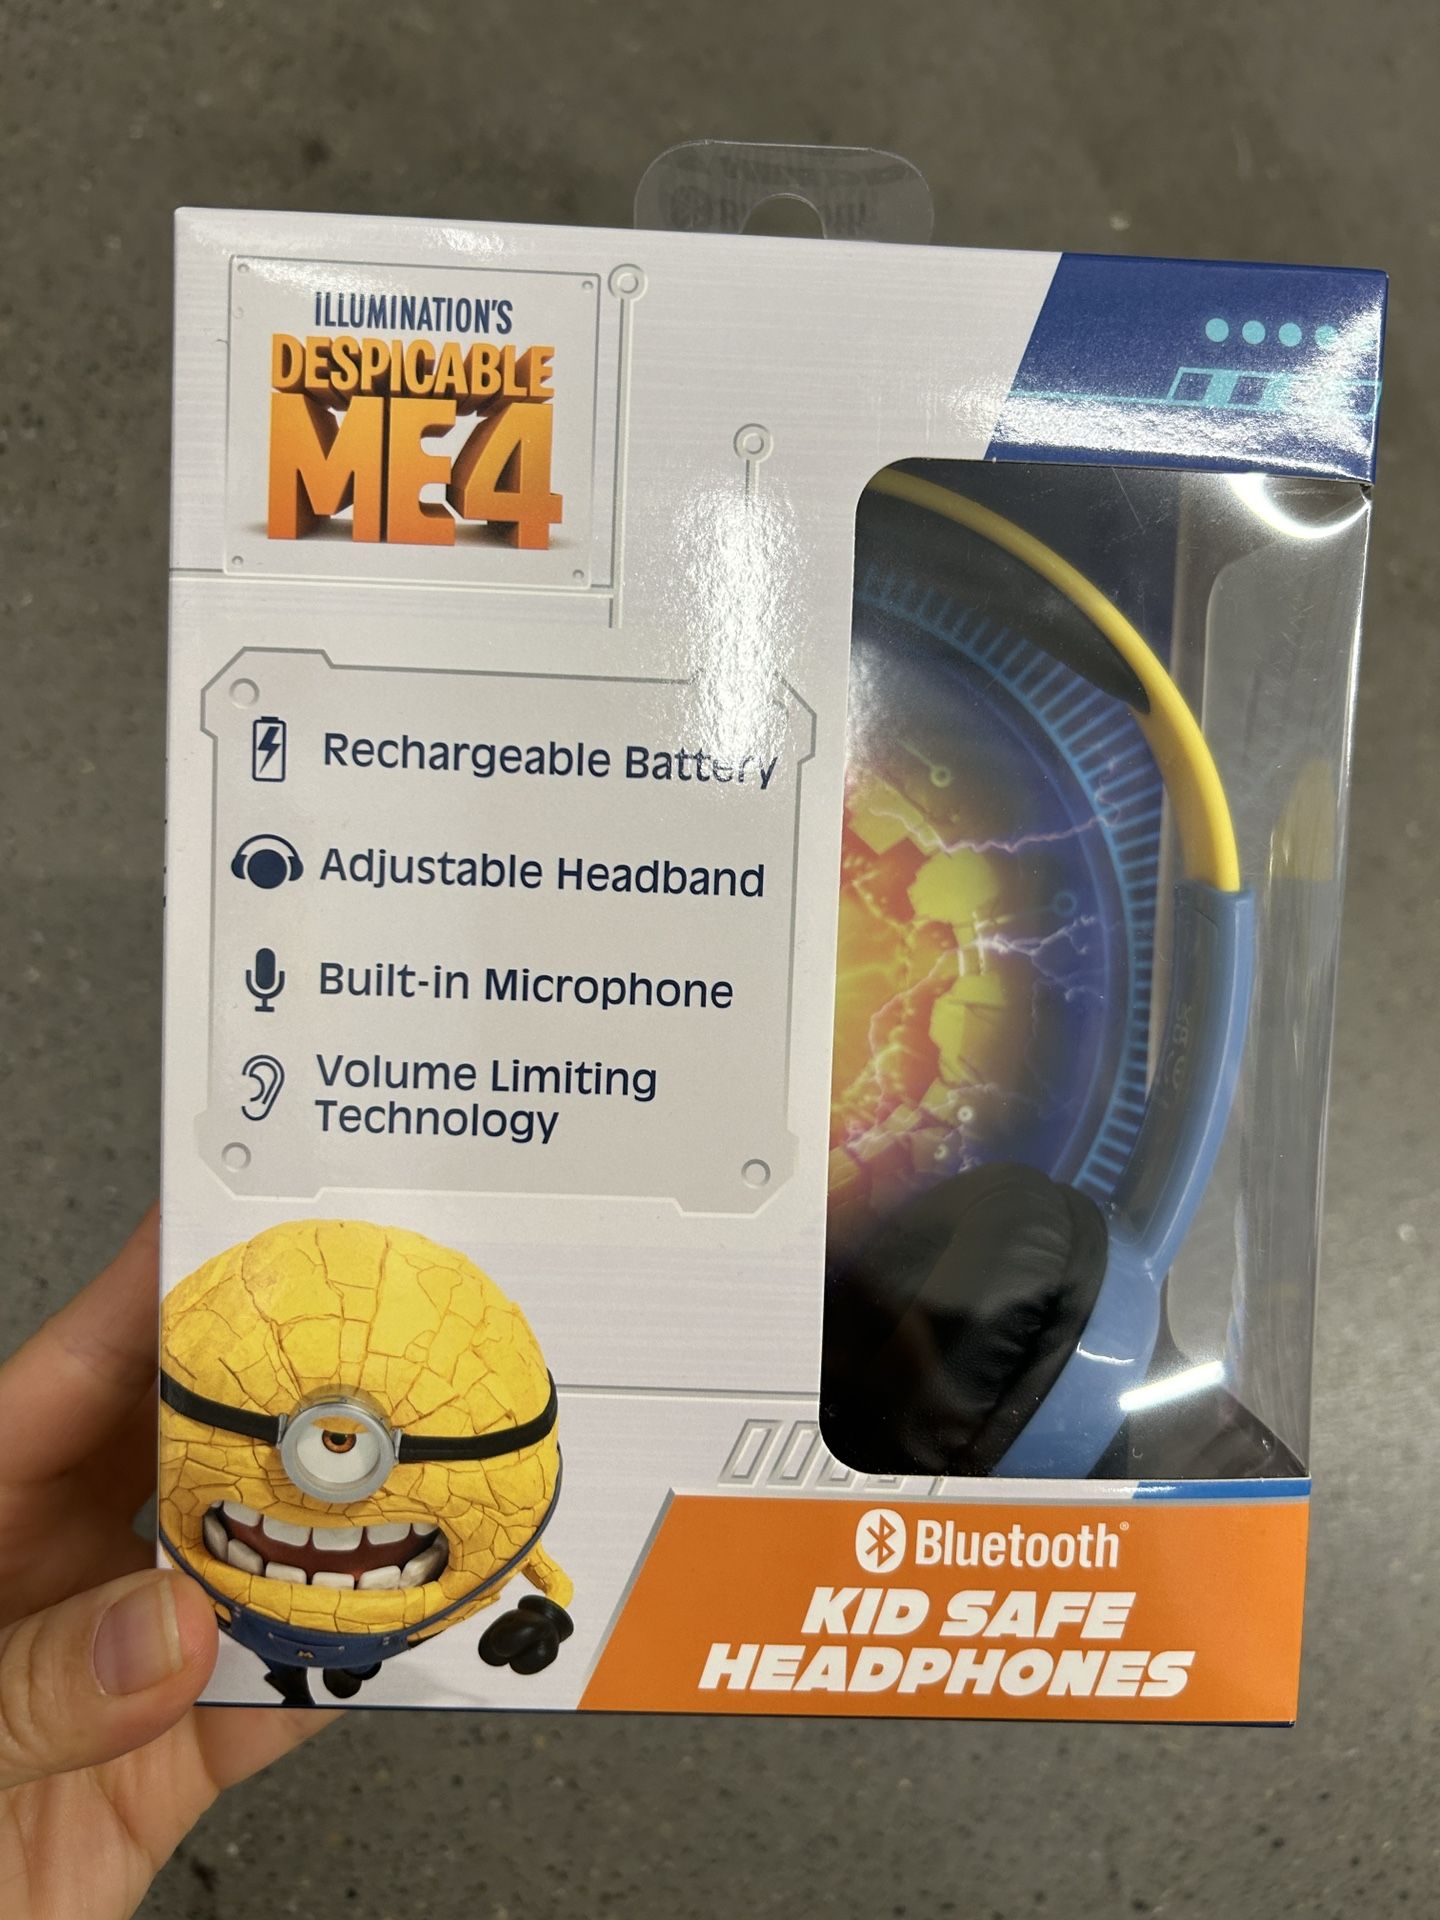 ILLUMINATION'S
DESPICABLE
ME4
Rechargeable Battery
Adjustable Headband
Built-in Microphone
Volume Limiting
Technology
Bluetooth®
KID SAFE
HEADPHONES